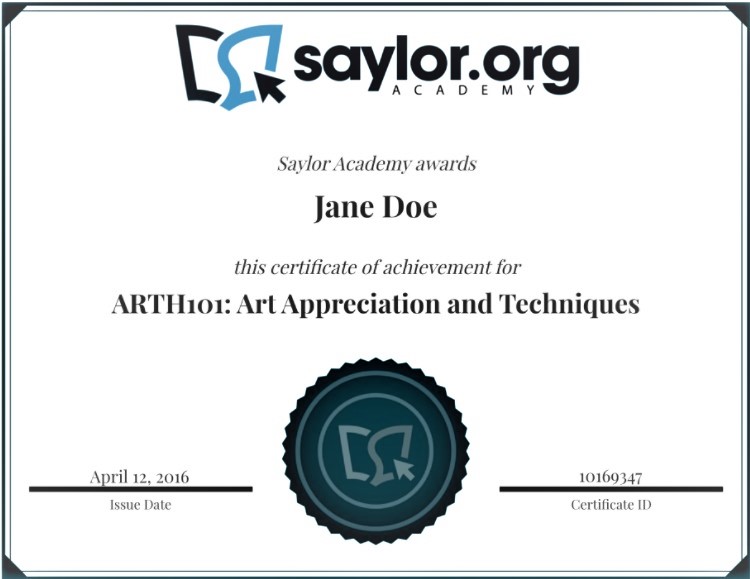 saylor.org
ACADEMY
Saylor Academy awards
Jane Doe
this certificate of achievement for
ARTH101: Art Appreciation and Techniques
April 12, 2016
Issue Date
10169347
Certificate ID